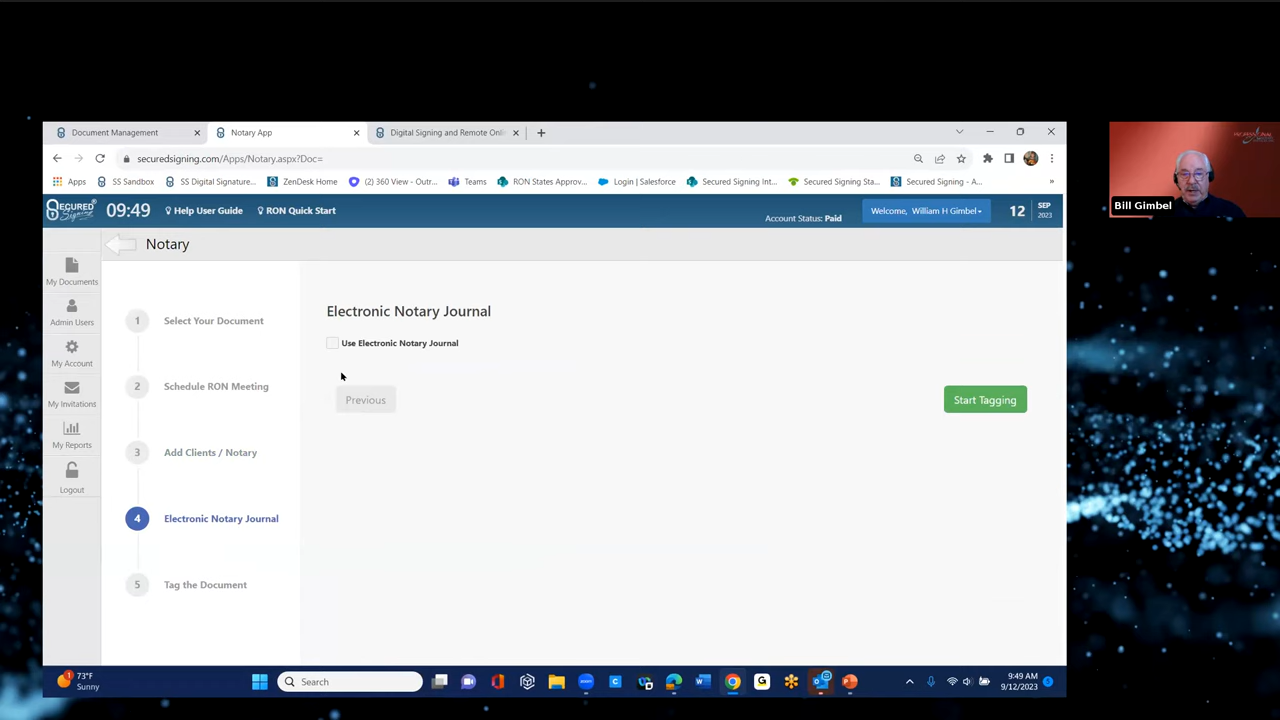 Document Management
Notary App
Digital Signing and Remote Onli
securedsigning.com/Apps/Notary.aspx?Doc=
Apps
SS Sandbox
SS Digital Signature...
ZenDesk Home
(2) 360 View - Outr...
Teams
RON States Approv...
Login | Salesforce
Secured Signing Int...
Secured Signing Sta...
Secured Signing - A...
»
SECURED
Signing
09:49
Help User Guide
RON Quick Start
Account Status: Paid
Welcome, William H Gimbel
12
SEP
2023
Bill Gimbel
Notary
My Documents
Admin Users
My Account
My Invitations
My Reports
Logout
1 Select Your Document
2 Schedule RON Meeting
3 Add Clients / Notary
4 Electronic Notary Journal
5 Tag the Document
Electronic Notary Journal
Use Electronic Notary Journal
Previous
Start Tagging
1
73°F
Sunny
Search
9:49 AM
9/12/2023